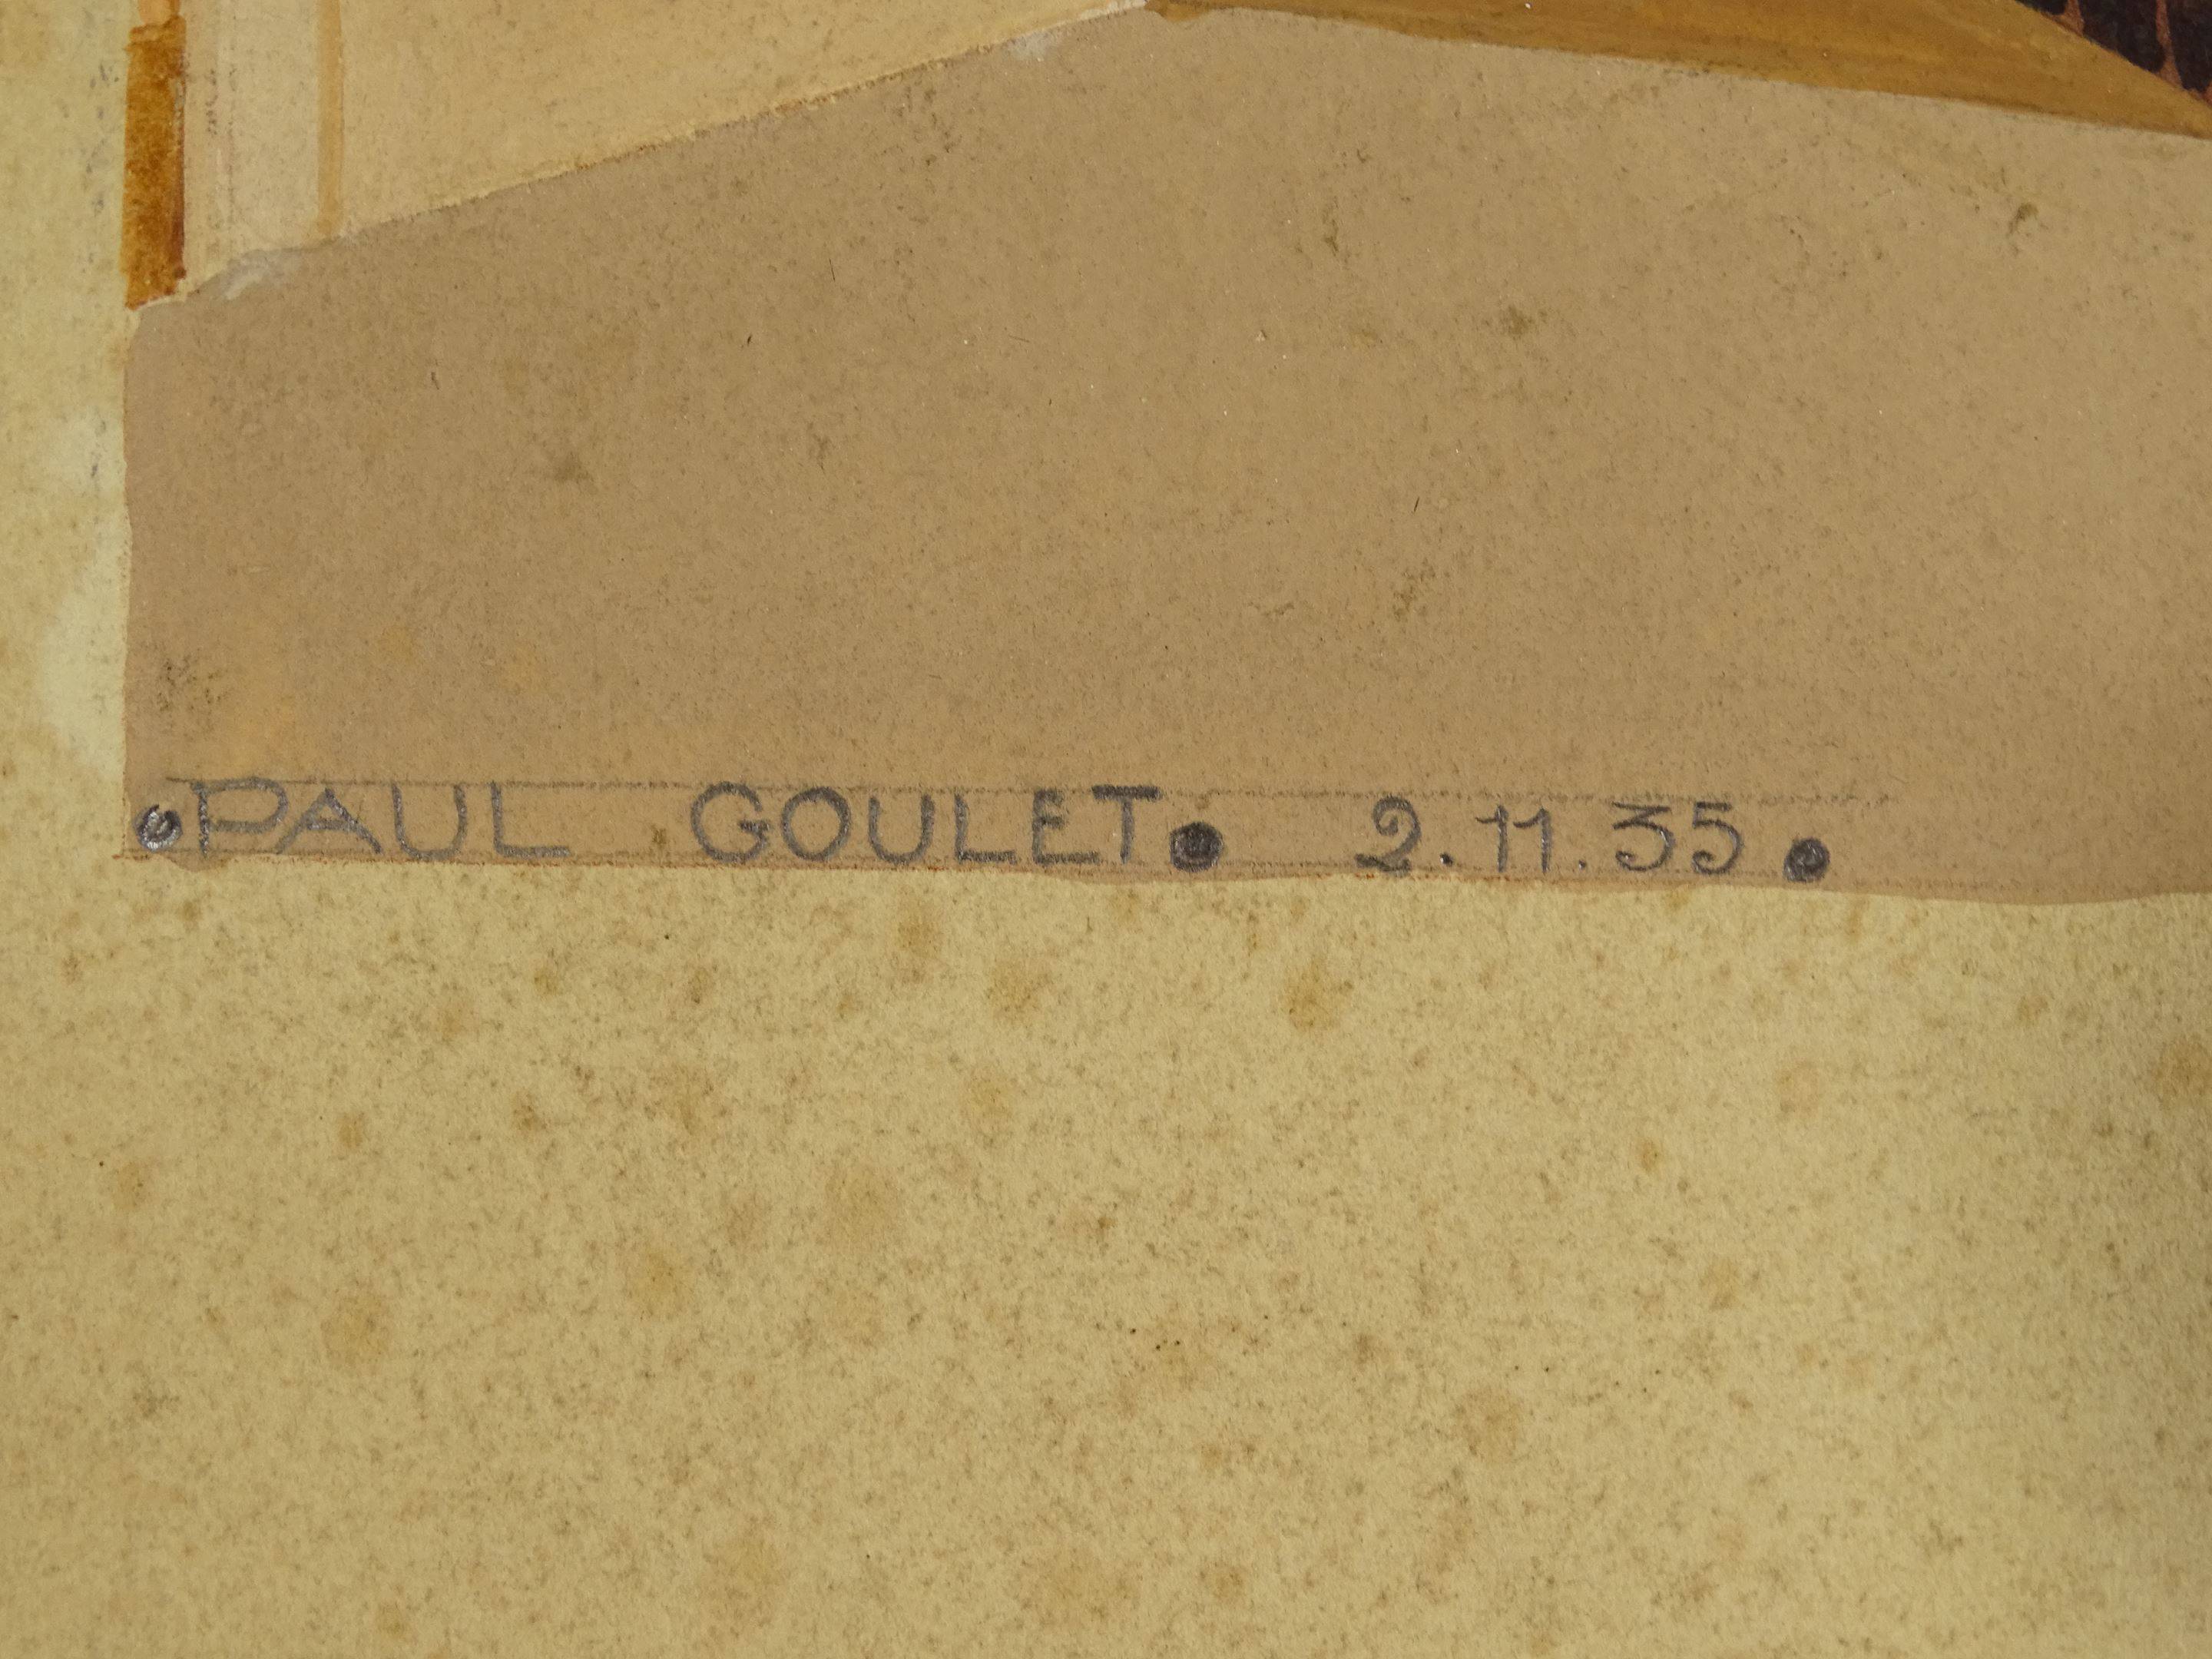 •PAUL GOULET• 2.11.35•